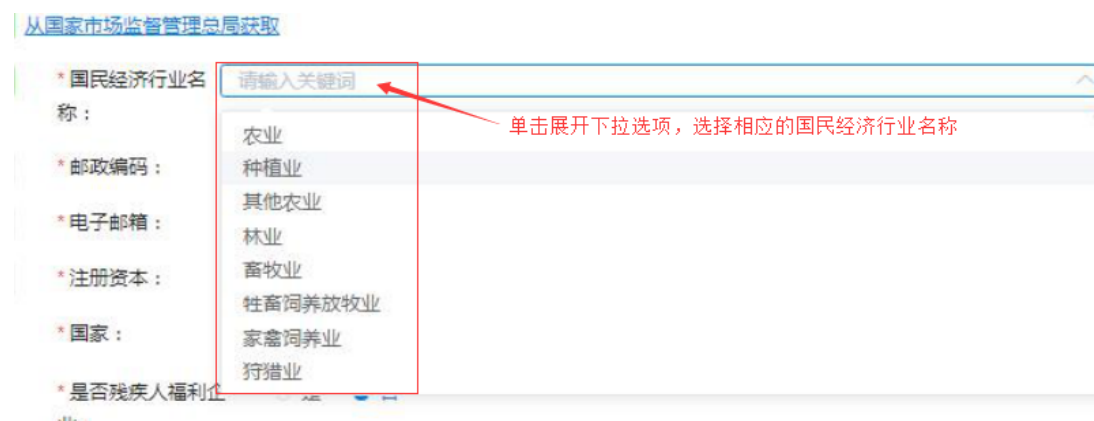 从国家市场监督管理总局获取
*国民经济行业名 请输入关键词
称：
单击展开下拉选项，选择相应的国民经济行业名称
农业
*邮政编码： 种植业
其他农业
*电子邮箱：
林业
*注册资本： 畜牧业
牲畜饲养放牧业
*国家： 家禽饲养业
狩猎业
*是否残疾人福利企